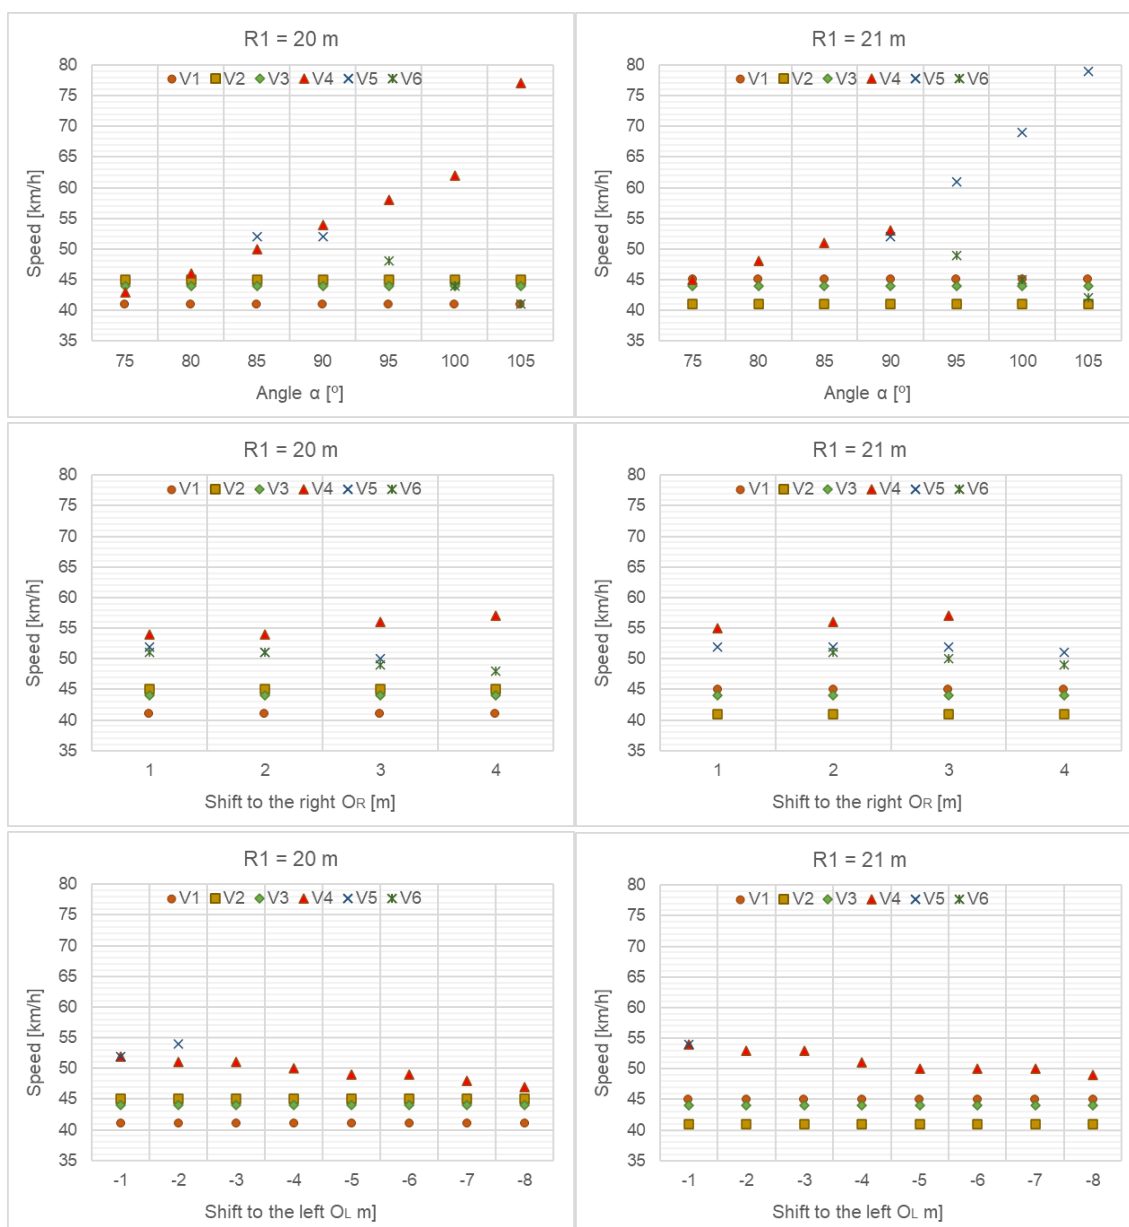 R1 = 20 m
V1 V2 V3 V4 V5 V6
80
75
70
65
60
55
50
45
40
35
Speed [km/h]
75 80 85 90 95 100 105
Angle α [º]
R1 = 21 m
V1 V2 V3 V4 V5 V6
80
75
70
65
60
55
50
45
40
35
Speed [km/h]
75 80 85 90 95 100 105
Angle α [º]
R1 = 20 m
V1 V2 V3 V4 V5 V6
80
75
70
65
60
55
50
45
40
35
Speed [km/h]
1 2 3 4
Shift to the right OR [m]
R1 = 21 m
V1 V2 V3 V4 V5 V6
80
75
70
65
60
55
50
45
40
35
Speed [km/h]
1 2 3 4
Shift to the right OR [m]
R1 = 20 m
V1 V2 V3 V4 V5 V6
80
75
70
65
60
55
50
45
40
35
Speed [km/h]
-1 -2 -3 -4 -5 -6 -7 -8
Shift to the left OL m]
R1 = 21 m
V1 V2 V3 V4 V5 V6
80
75
70
65
60
55
50
45
40
35
Speed [km/h]
-1 -2 -3 -4 -5 -6 -7 -8
Shift to the left OL m]